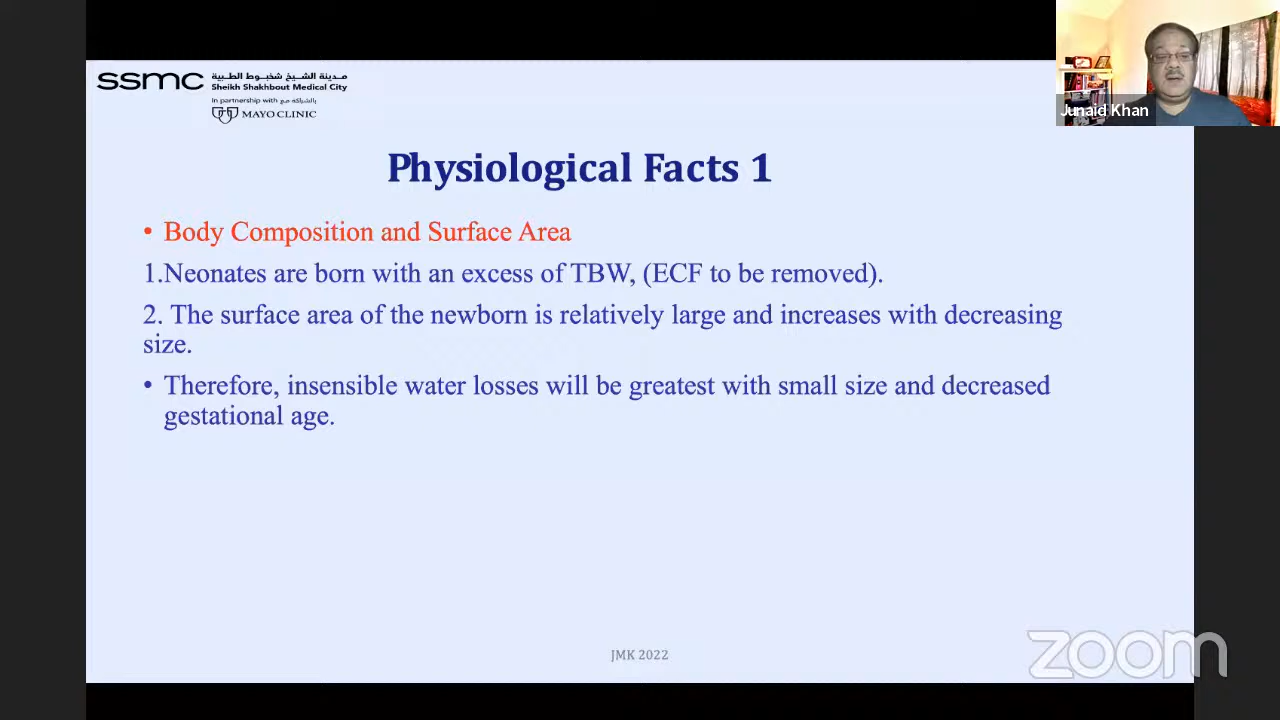 ssmc
مدينة الشيخ شخبوط الطبية
Sheikh Shakhbout Medical City
In partnership with بالشراكة مع
MAYO CLINIC
Junaid Khan
Physiological Facts 1
• Body Composition and Surface Area
1.Neonates are born with an excess of TBW, (ECF to be removed).
2. The surface area of the newborn is relatively large and increases with decreasing
size.
• Therefore, insensible water losses will be greatest with small size and decreased
gestational age.
JMK 2022
zoom